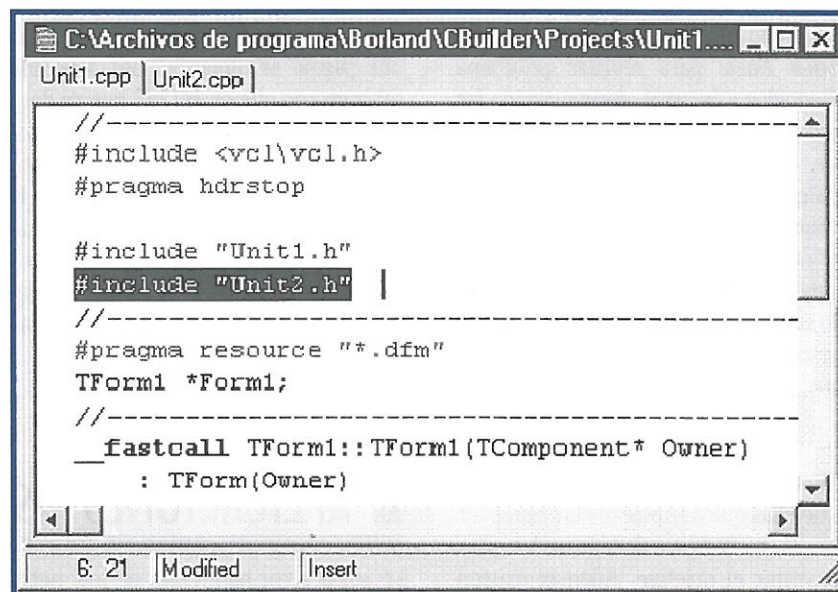 C:\Archivos de programa\Borland\CBuilder\Projects\Unit1....
Unit1.cpp Unit2.cpp
//--------------------------------------------------
#include <vcl\vcl.h>
#pragma hdrstop
#include "Unit1.h"
#include "Unit2.h"
//--------------------------------------------------
#pragma resource "*.dfm"
TForm1 *Form1;
//--------------------------------------------------
__fastcall TForm1::TForm1(TComponent* Owner)
: TForm(Owner)
6: 21 Modified Insert